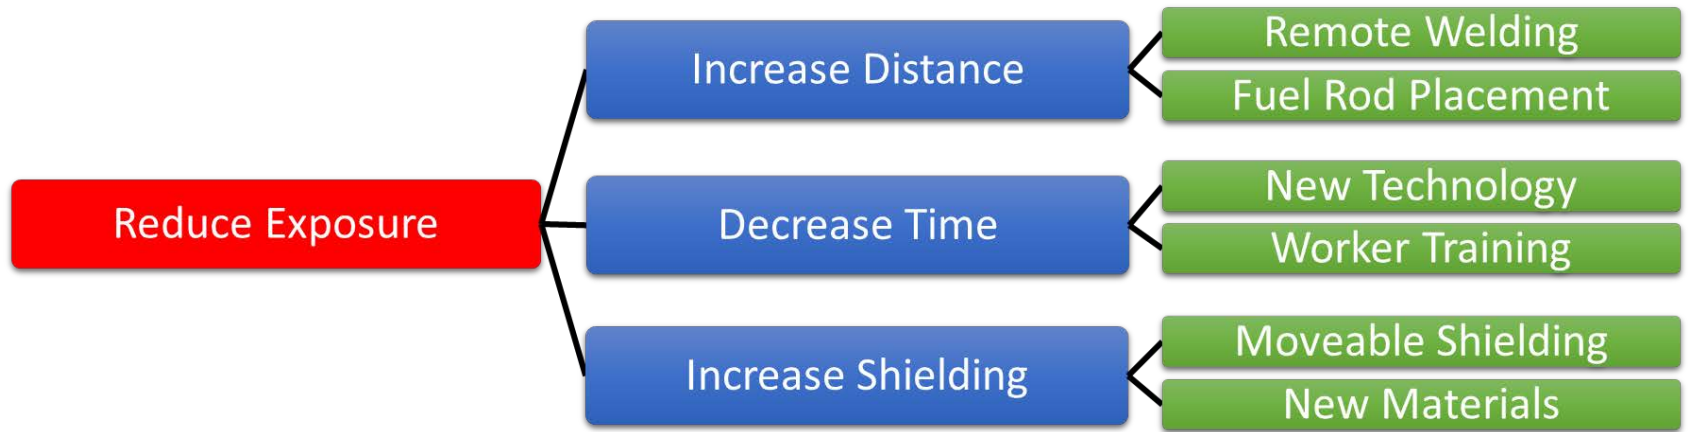 Reduce Exposure
Increase Distance
Remote Welding
Fuel Rod Placement
Decrease Time
New Technology
Worker Training
Increase Shielding
Moveable Shielding
New Materials